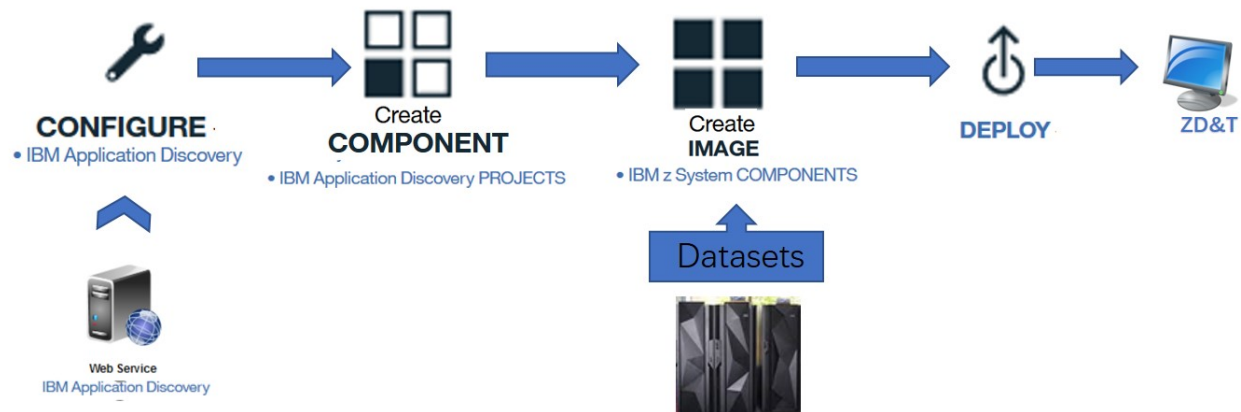 CONFIGURE
• IBM Application Discovery
Create
COMPONENT
• IBM Application Discovery PROJECTS
Create
IMAGE
• IBM z System COMPONENTS
DEPLOY
ZD&T
Datasets
Web Service
IBM Application Discovery